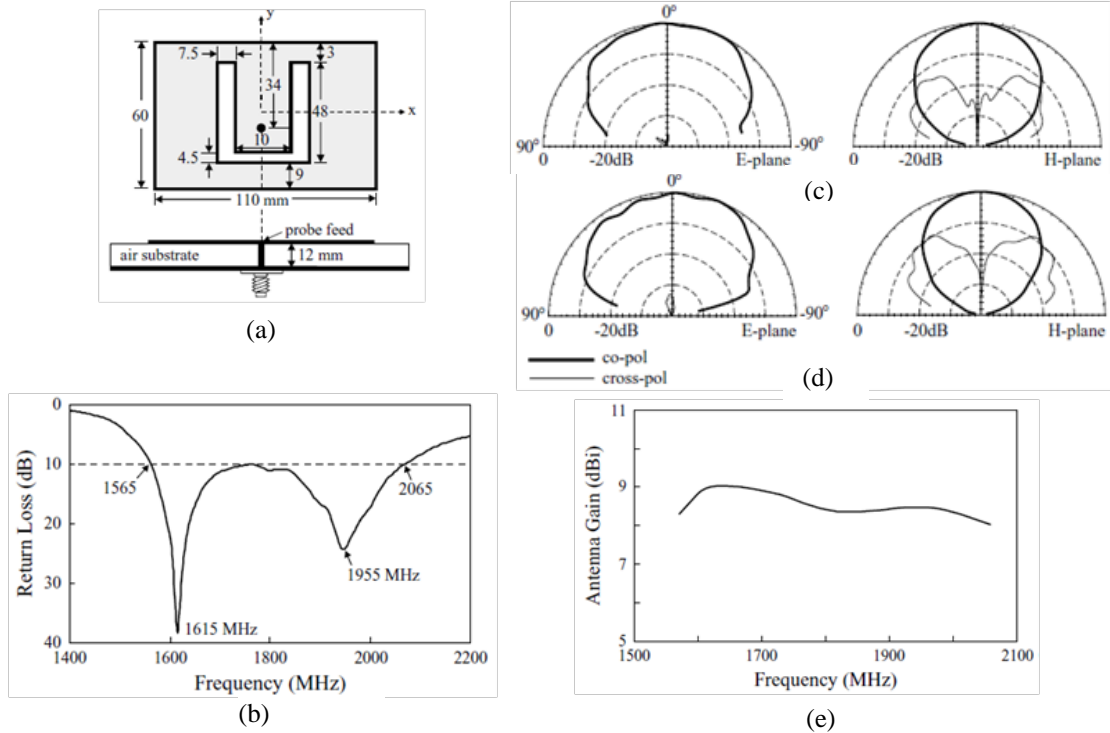 y
7.5
3
34
x
60
48
10
4.5
9
110 mm
probe feed
air substrate
12 mm
(a)
0°
90°
-90°
0
-20dB
E-plane
0
-20dB
H-plane
(c)
0°
90°
-90°
0
-20dB
E-plane
0
-20dB
H-plane
co-pol
cross-pol
(d)
Return Loss (dB)
0
10
20
30
40
1565
2065
1955 MHz
1615 MHz
1400 1600 1800 2000 2200
Frequency (MHz)
(b)
Antenna Gain (dBi)
11
9
7
5
1500 1700 1900 2100
Frequency (MHz)
(e)